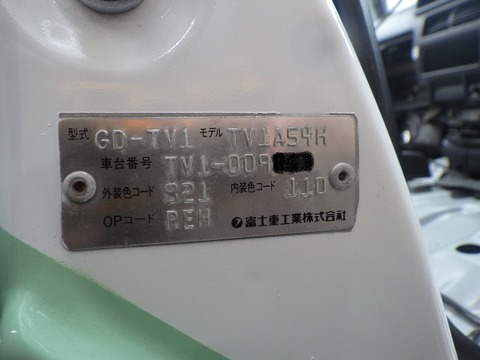 型式 GD-TV1 モデル TV1A54H
車台番号 TV1-009
外装色コード 821 内装色コード 110
OPコード REH
富士重工業株式会社